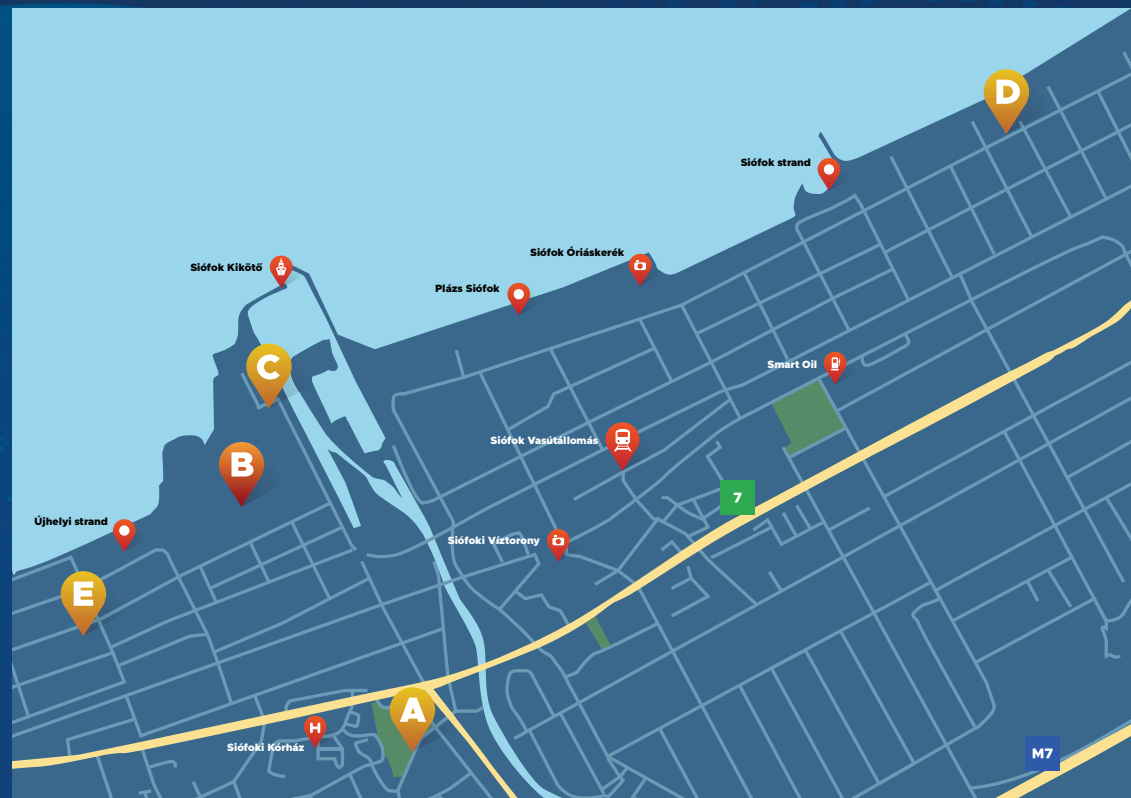 D
Siófok strand
Siófok Óriáskerék
Siófok Kikötő
Plázs Siófok
C
Smart Oil
Siófok Vasútállomás
B
7
Újhelyi strand
Siófoki Víztorony
E
A
H
Siófoki Kórház
M7